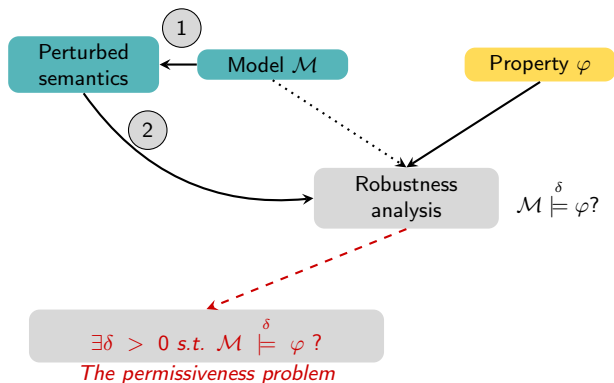 1
Perturbed
semantics
Model ℳ
Property φ
2
Robustness
analysis
ℳ ⊨^δ φ?
∃δ > 0 s.t. ℳ ⊨^δ φ ?
The permissiveness problem